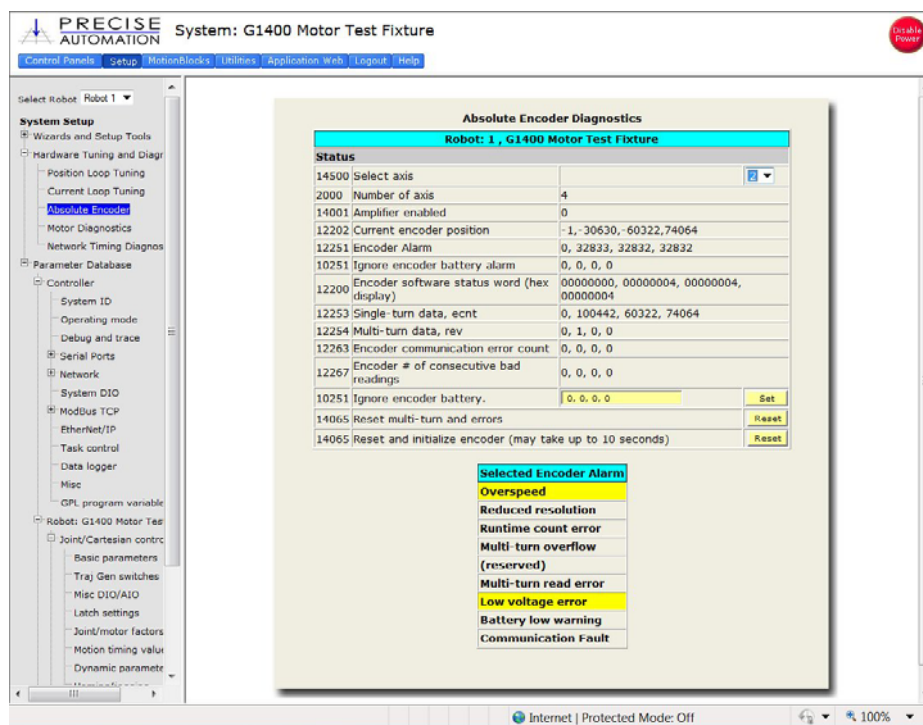 PRECISE
AUTOMATION
System: G1400 Motor Test Fixture
Disable
Power
Control Panels Setup MotionBlocks Utilities Application Web Logout Help
Select Robot Robot 1
System Setup
Wizards and Setup Tools
Hardware Tuning and Diagr
Position Loop Tuning
Current Loop Tuning
Absolute Encoder
Motor Diagnostics
Network Timing Diagnos
Parameter Database
Controller
System ID
Operating mode
Debug and trace
Serial Ports
Network
System DIO
ModBus TCP
EtherNet/IP
Task control
Data logger
Misc
GPL program variable
Robot: G1400 Motor Tes
Joint/Cartesian contro
Basic parameters
Traj Gen switches
Misc DIO/AIO
Latch settings
Joint/motor factors
Motion timing value
Dynamic paramete
Absolute Encoder Diagnostics
Robot: 1 , G1400 Motor Test Fixture
Status
14500 Select axis 2
2000 Number of axis 4
14001 Amplifier enabled 0
12202 Current encoder position -1,-30630,-60322,74064
12251 Encoder Alarm 0, 32833, 32832, 32832
10251 Ignore encoder battery alarm 0, 0, 0, 0
12200 Encoder software status word (hex display) 00000000, 00000004, 00000004, 00000004
12253 Single-turn data, ecnt 0, 100442, 60322, 74064
12254 Multi-turn data, rev 0, 1, 0, 0
12263 Encoder communication error count 0, 0, 0, 0
12267 Encoder # of consecutive bad readings 0, 0, 0, 0
10251 Ignore encoder battery. 0, 0, 0, 0 Set
14065 Reset multi-turn and errors Reset
14065 Reset and initialize encoder (may take up to 10 seconds) Reset
Selected Encoder Alarm
Overspeed
Reduced resolution
Runtime count error
Multi-turn overflow
(reserved)
Multi-turn read error
Low voltage error
Battery low warning
Communication Fault
Internet | Protected Mode: Off
100%